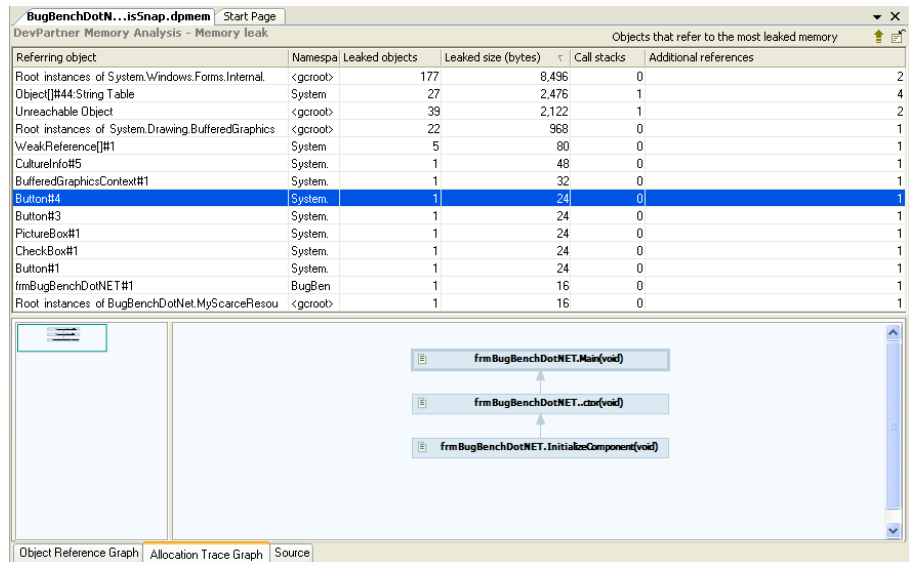 BugBenchDotN...isSnap.dpmem Start Page
DevPartner Memory Analysis - Memory leak
Objects that refer to the most leaked memory
Referring object Namespa Leaked objects Leaked size (bytes) Call stacks Additional references
Root instances of System.Windows.Forms.Internal. <gcroot> 177 8,496 0 2
Object[]#44:String Table System 27 2,476 1 4
Unreachable Object <gcroot> 39 2,122 1 2
Root instances of System.Drawing.BufferedGraphics <gcroot> 22 968 0 1
WeakReference[]#1 System 5 80 0 1
CultureInfo#5 System. 1 48 0 1
BufferedGraphicsContext#1 System. 1 32 0 1
Button#4 System. 1 24 0 1
Button#3 System. 1 24 0 1
PictureBox#1 System. 1 24 0 1
CheckBox#1 System. 1 24 0 1
Button#1 System. 1 24 0 1
frmBugBenchDotNET#1 BugBen 1 16 0 1
Root instances of BugBenchDotNet.MyScarceResou <gcroot> 1 16 0 1
frmBugBenchDotNET.Main(void)
frmBugBenchDotNET..ctor(void)
frmBugBenchDotNET.InitializeComponent(void)
Object Reference Graph Allocation Trace Graph Source